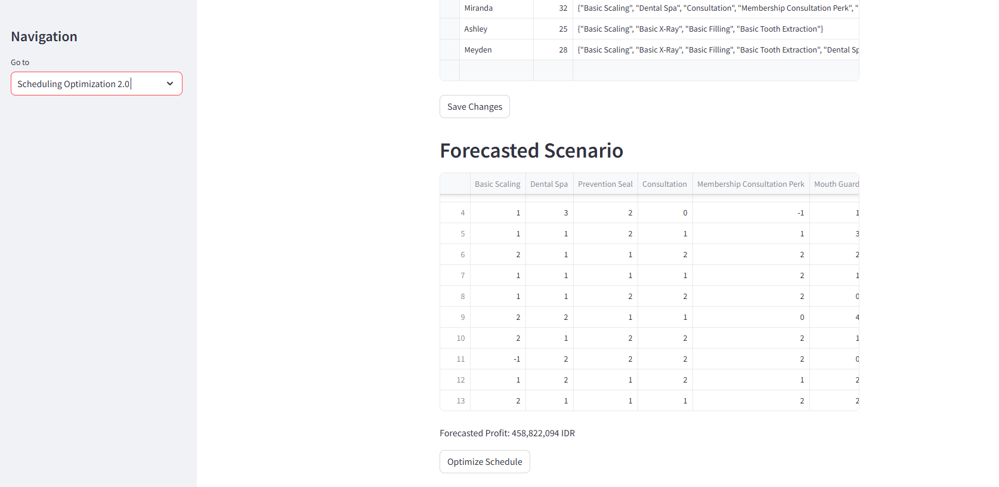 Navigation
Go to
Scheduling Optimization 2.0
Miranda 32 {"Basic Scaling", "Dental Spa", "Consultation", "Membership Consultation Perk", "
Ashley 25 {"Basic Scaling", "Basic X-Ray", "Basic Filling", "Basic Tooth Extraction"}
Meyden 28 {"Basic Scaling", "Basic X-Ray", "Basic Filling", "Basic Tooth Extraction", "Dental Sp
Save Changes
Forecasted Scenario
Basic Scaling Dental Spa Prevention Seal Consultation Membership Consultation Perk Mouth Guard
4 1 3 2 0 -1 1
5 1 1 2 1 1 3
6 2 1 1 2 2 2
7 1 1 1 1 2 1
8 1 1 2 2 2 0
9 2 2 1 1 0 4
10 2 1 2 2 2 1
11 -1 2 2 2 2 0
12 1 2 1 2 1 2
13 2 1 1 1 2 2
Forecasted Profit: 458,822,094 IDR
Optimize Schedule